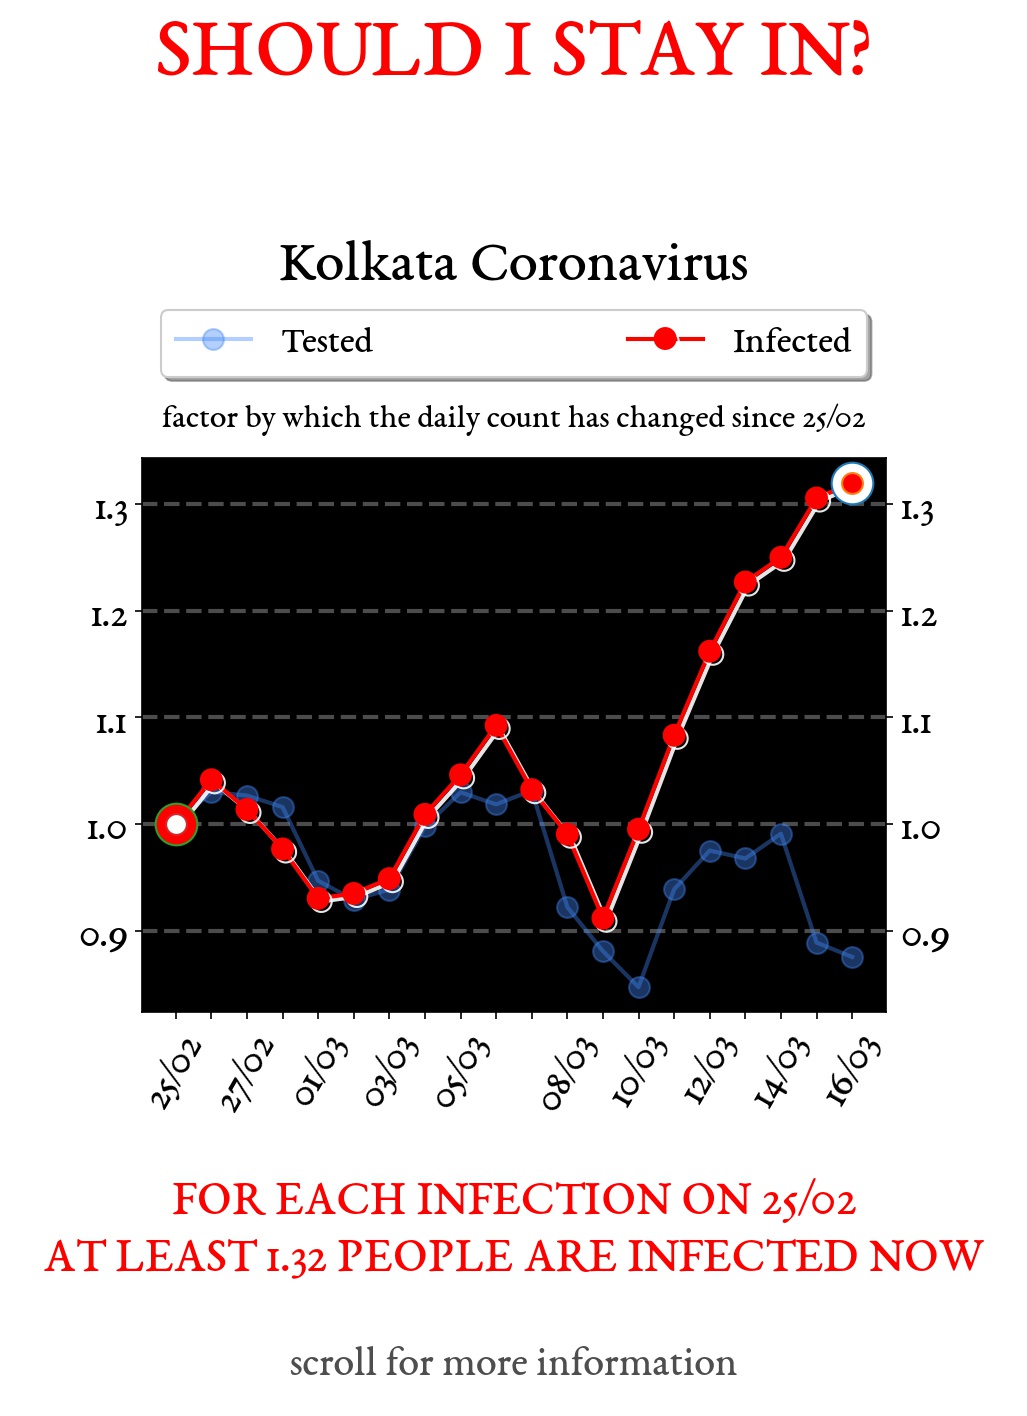 SHOULD I STAY IN?
Kolkata Coronavirus
Tested Infected
factor by which the daily count has changed since 25/02
1.3 1.3
1.2 1.2
1.1 1.1
1.0 1.0
0.9 0.9
25/02 27/02 01/03 03/03 05/03 08/03 10/03 12/03 14/03 16/03
FOR EACH INFECTION ON 25/02
AT LEAST 1.32 PEOPLE ARE INFECTED NOW
scroll for more information